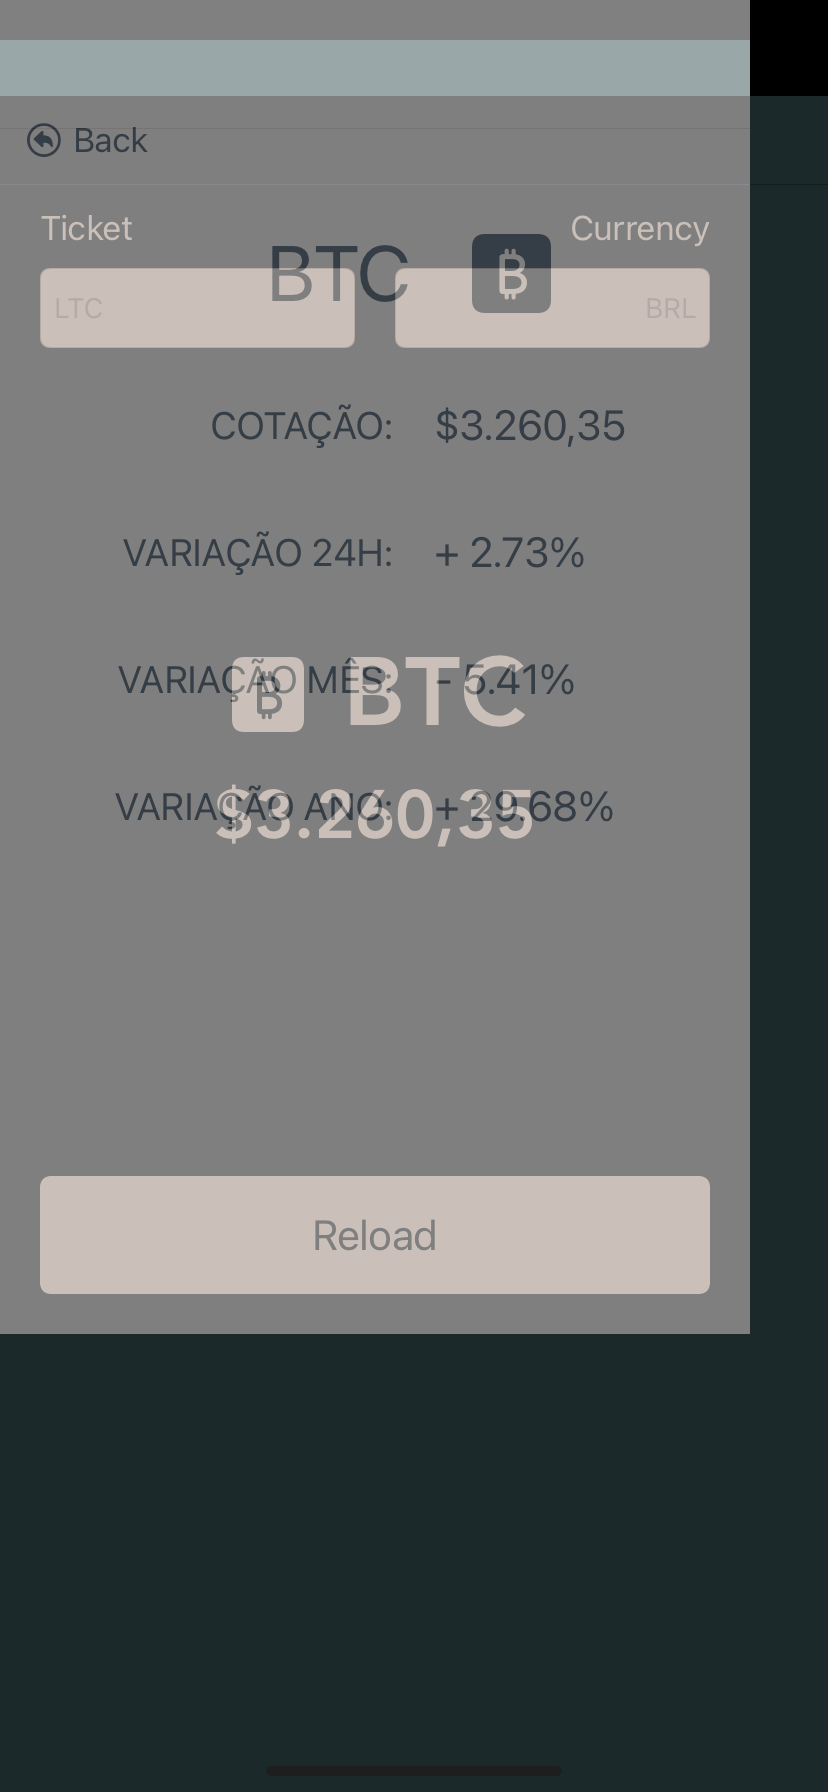 Back
Ticket
Currency
BTC
LTC
BRL
COTAÇÃO: $3.260,35
VARIAÇÃO 24H: + 2.73%
VARIAÇÃO MÊS: - 5.41%
BTC
VARIAÇÃO ANO: + 29.68%
$3.260,35
Reload